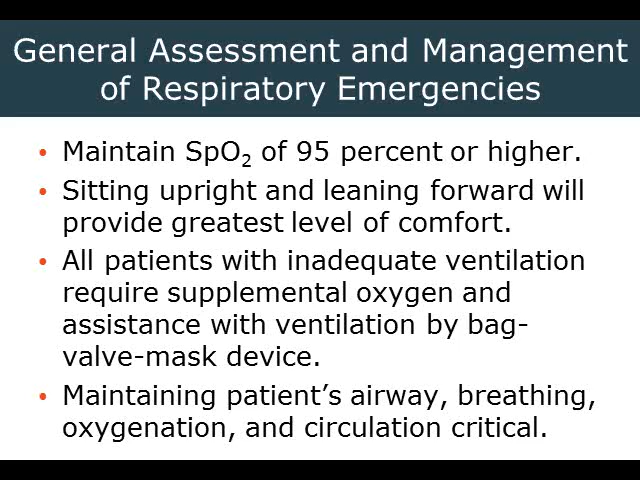 General Assessment and Management
of Respiratory Emergencies
• Maintain SpO₂ of 95 percent or higher.
• Sitting upright and leaning forward will
provide greatest level of comfort.
• All patients with inadequate ventilation
require supplemental oxygen and
assistance with ventilation by bag-
valve-mask device.
• Maintaining patient’s airway, breathing,
oxygenation, and circulation critical.